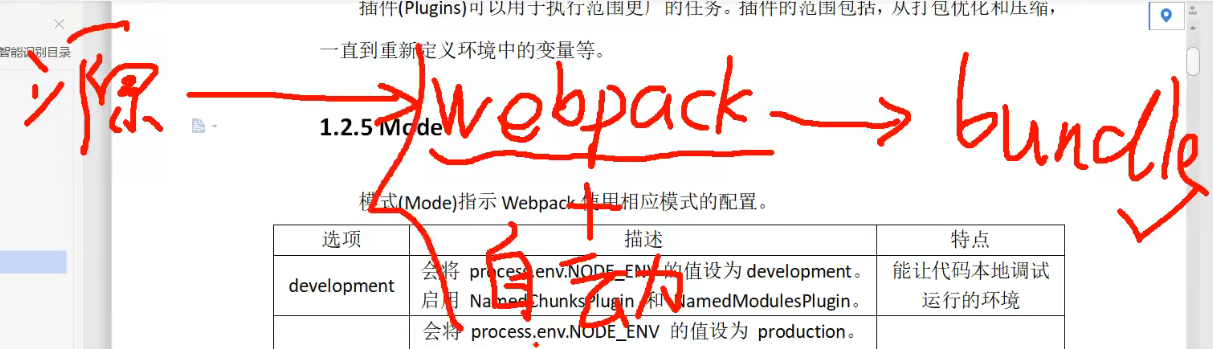 插件(Plugins)可以用于执行范围更广的任务。插件的范围包括，从打包优化和压缩，
智能识别目录
一直到重新定义环境中的变量等。
源 webpack bundle
1.2.5 Mode
模式(Mode)指示 Webpack 使用相应模式的配置。
+
自动
选项 描述 特点
development 会将 process.env.NODE_ENV 的值设为 development。 能让代码本地调试
启用 NamedChunksPlugin 和 NamedModulesPlugin。 运行的环境
会将 process.env.NODE_ENV 的值设为 production。